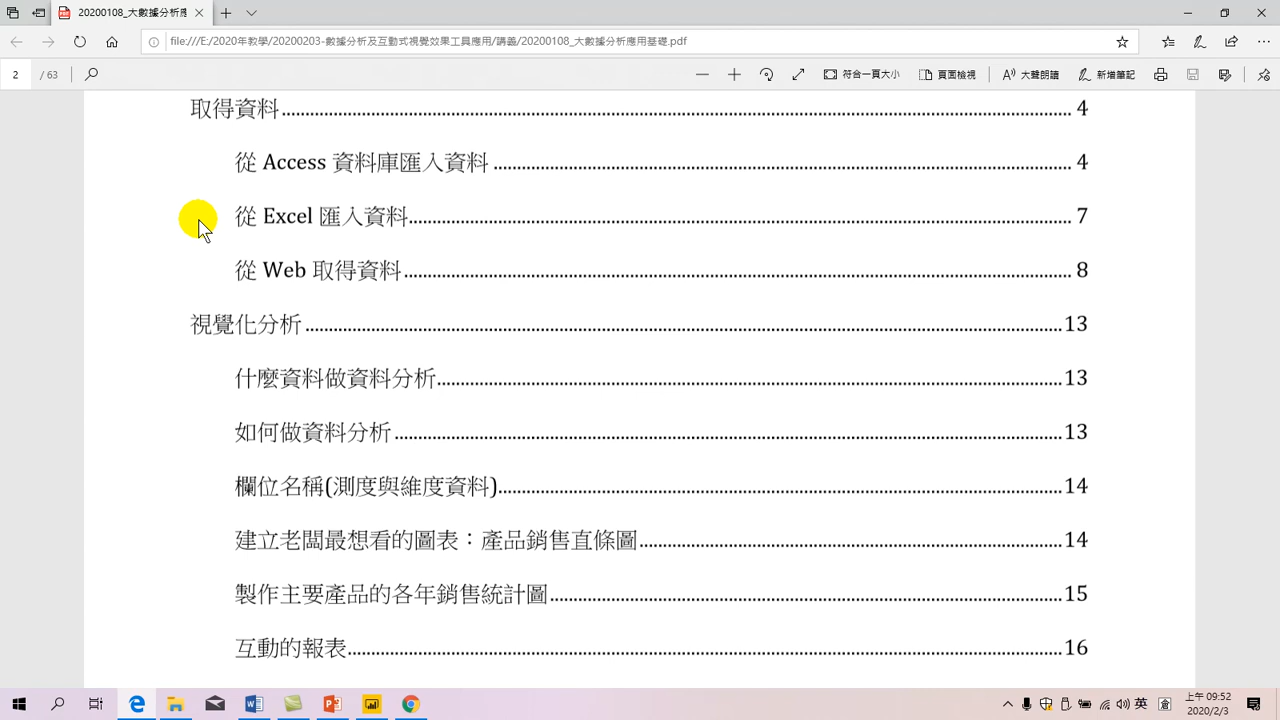 20200108_大數據分析應
file:///E:/2020年教學/20200203-數據分析及互動式視覺效果工具應用/講義/20200108_大數據分析應用基礎.pdf
2 / 63 符合一頁大小 頁面檢視 大聲朗讀 新增筆記
取得資料 4
從 Access 資料庫匯入資料 4
從 Excel 匯入資料 7
從 Web 取得資料 8
視覺化分析 13
什麼資料做資料分析 13
如何做資料分析 13
欄位名稱(測度與維度資料) 14
建立老闆最想看的圖表：產品銷售直條圖 14
製作主要產品的各年銷售統計圖 15
互動的報表 16
英
上午 09:52
2020/2/3